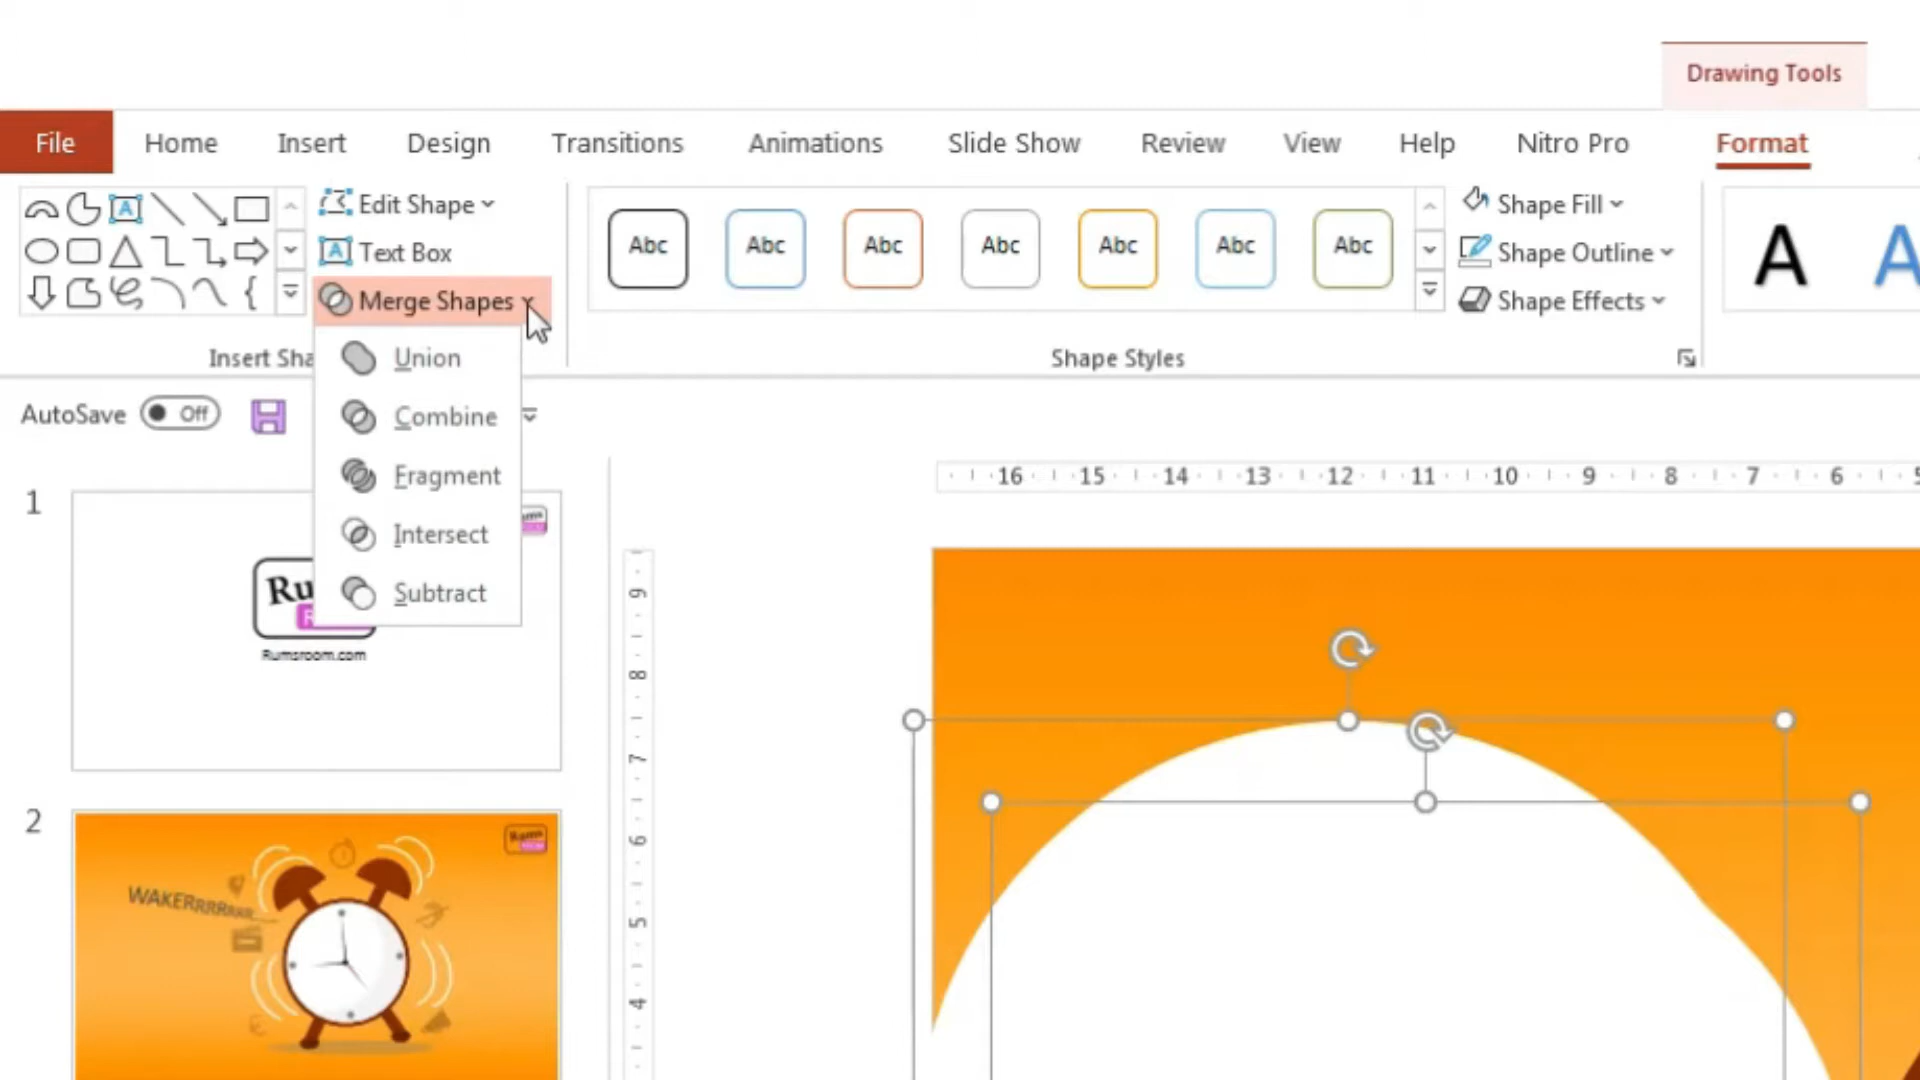 Drawing Tools
File Home Insert Design Transitions Animations Slide Show Review View Help Nitro Pro Format
Edit Shape
Text Box
Merge Shapes
Abc Abc Abc Abc Abc Abc Abc
Shape Fill
Shape Outline
Shape Effects
A A
A
A
Insert Sha
Shape Styles
Union
Combine
Fragment
Intersect
Subtract
AutoSave Off
16 15 14 13 12 11 10 9 8 7 6 5
9
8
7
6
5
4
1
Ru
R
Rumsroom.com
2
Rums
WAKERRRRRRR